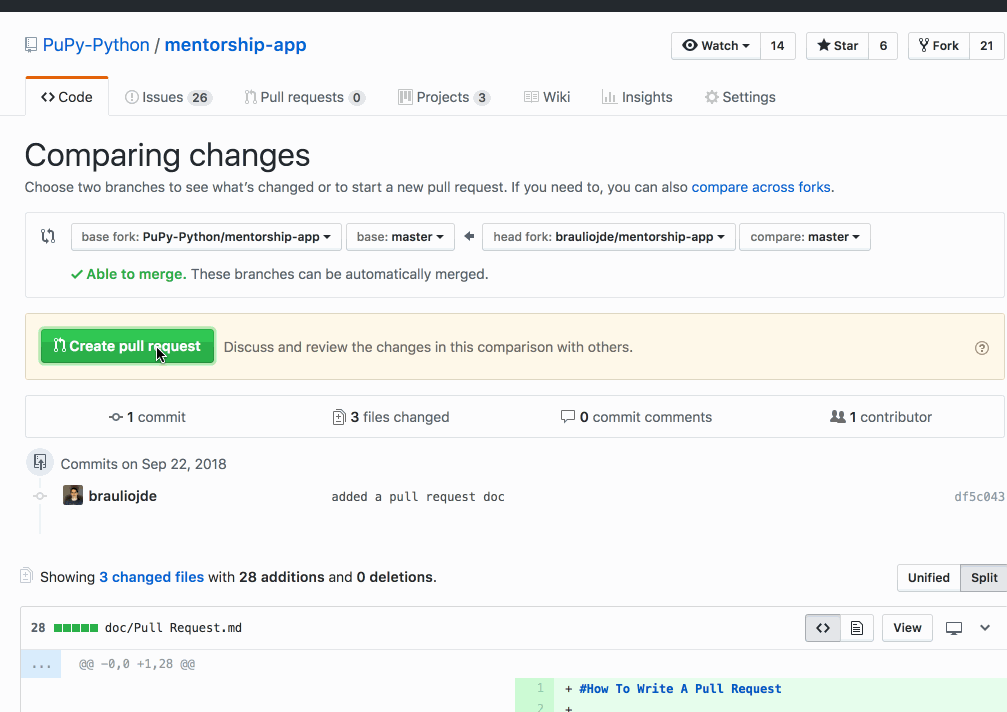 PuPy-Python / mentorship-app
Watch 14 Star 6 Fork 21
Code Issues 26 Pull requests 0 Projects 3 Wiki Insights Settings
Comparing changes
Choose two branches to see what's changed or to start a new pull request. If you need to, you can also compare across forks.
base fork: PuPy-Python/mentorship-app base: master head fork: brauliojde/mentorship-app compare: master
Able to merge. These branches can be automatically merged.
Create pull request Discuss and review the changes in this comparison with others.
1 commit 3 files changed 0 commit comments 1 contributor
Commits on Sep 22, 2018
brauliojde added a pull request doc df5c043
Showing 3 changed files with 28 additions and 0 deletions. Unified Split
28 doc/Pull Request.md View
... @@ -0,0 +1,28 @@
1 + #How To Write A Pull Request
2 +